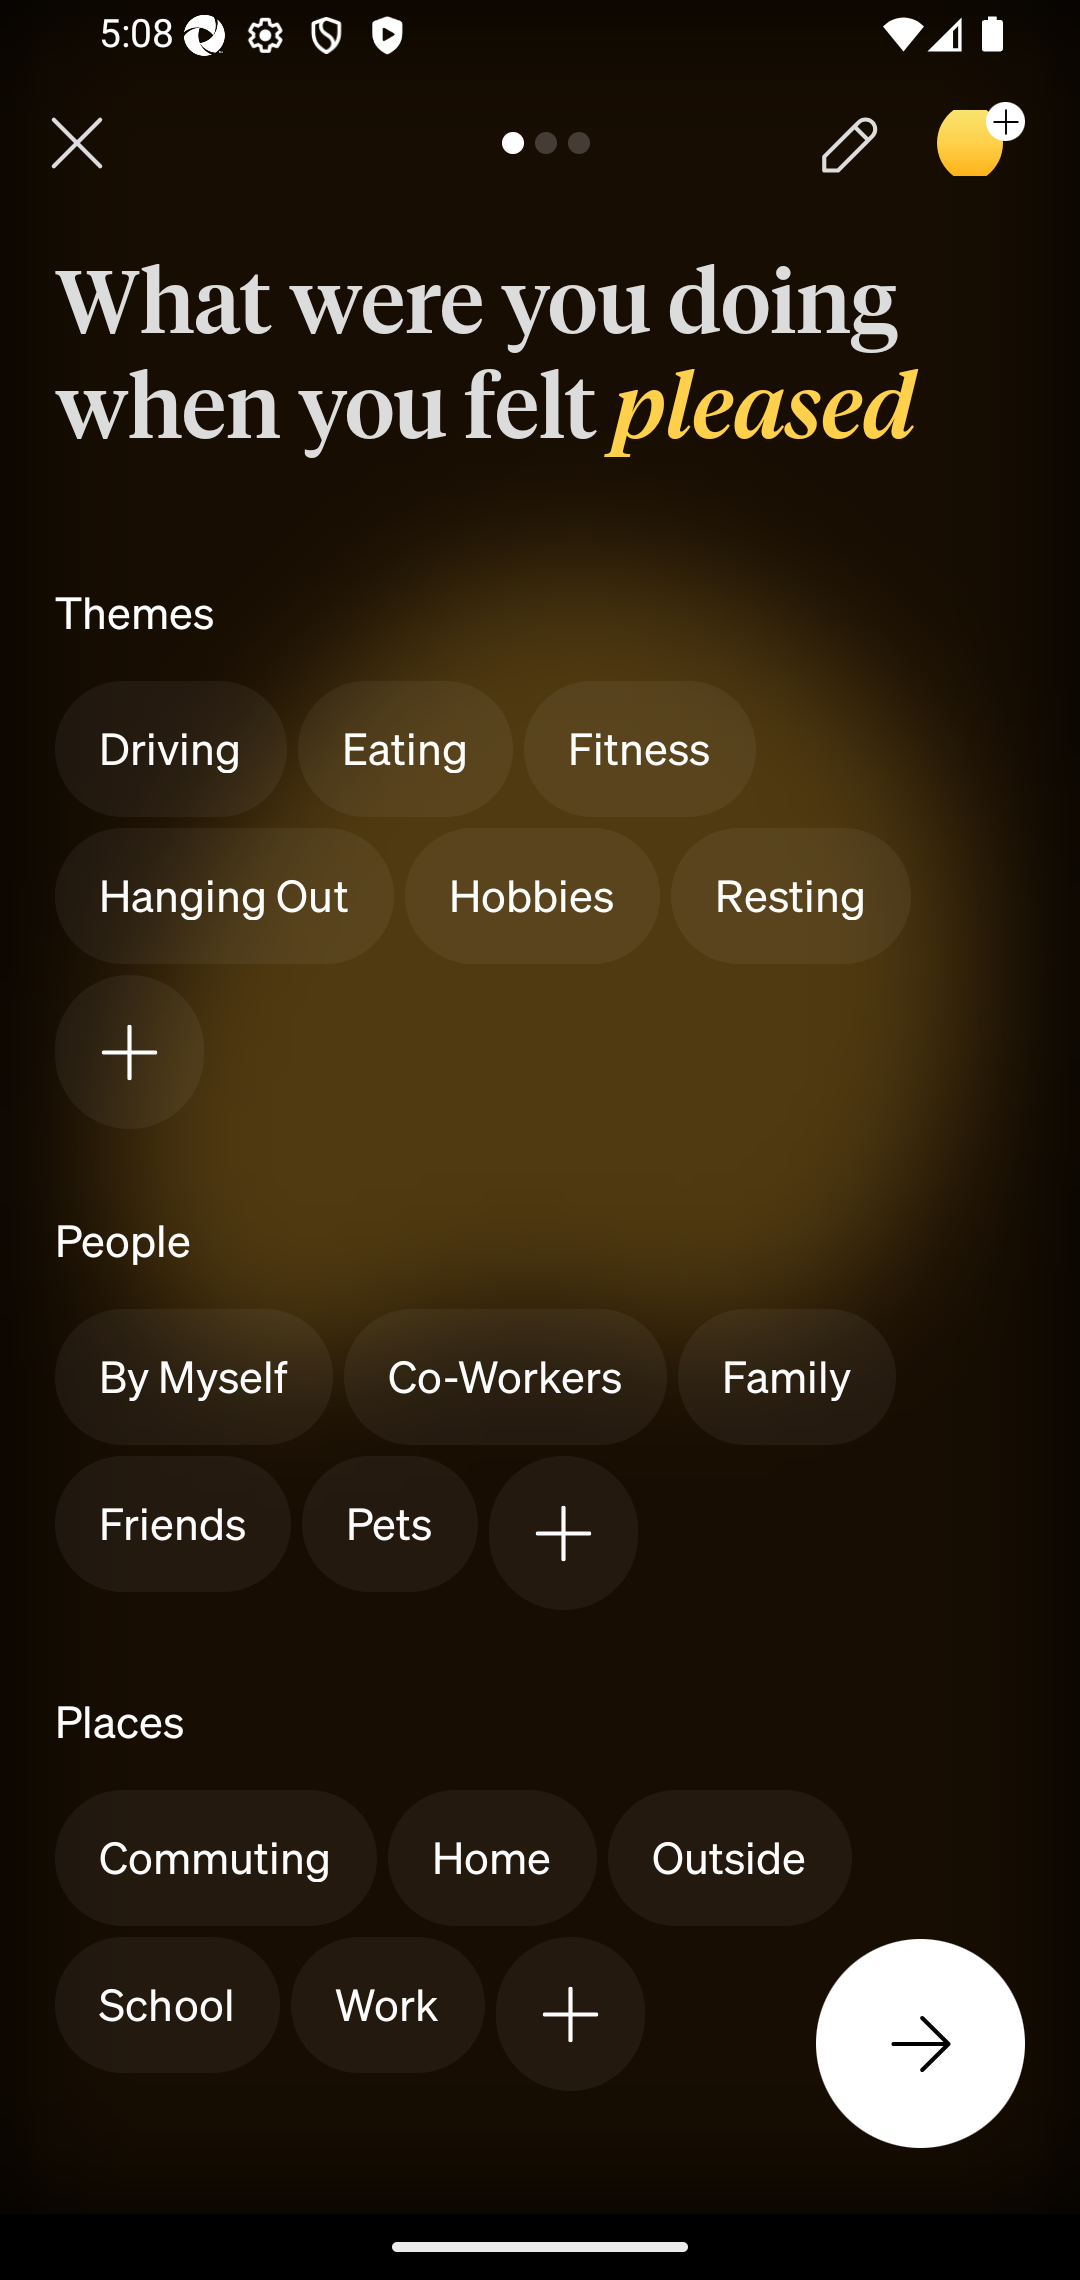 5:08
What were you doing
when you felt pleased
Themes
Driving Eating Fitness
Hanging Out Hobbies Resting
People
By Myself Co-Workers Family
Friends Pets
Places
Commuting Home Outside
School Work